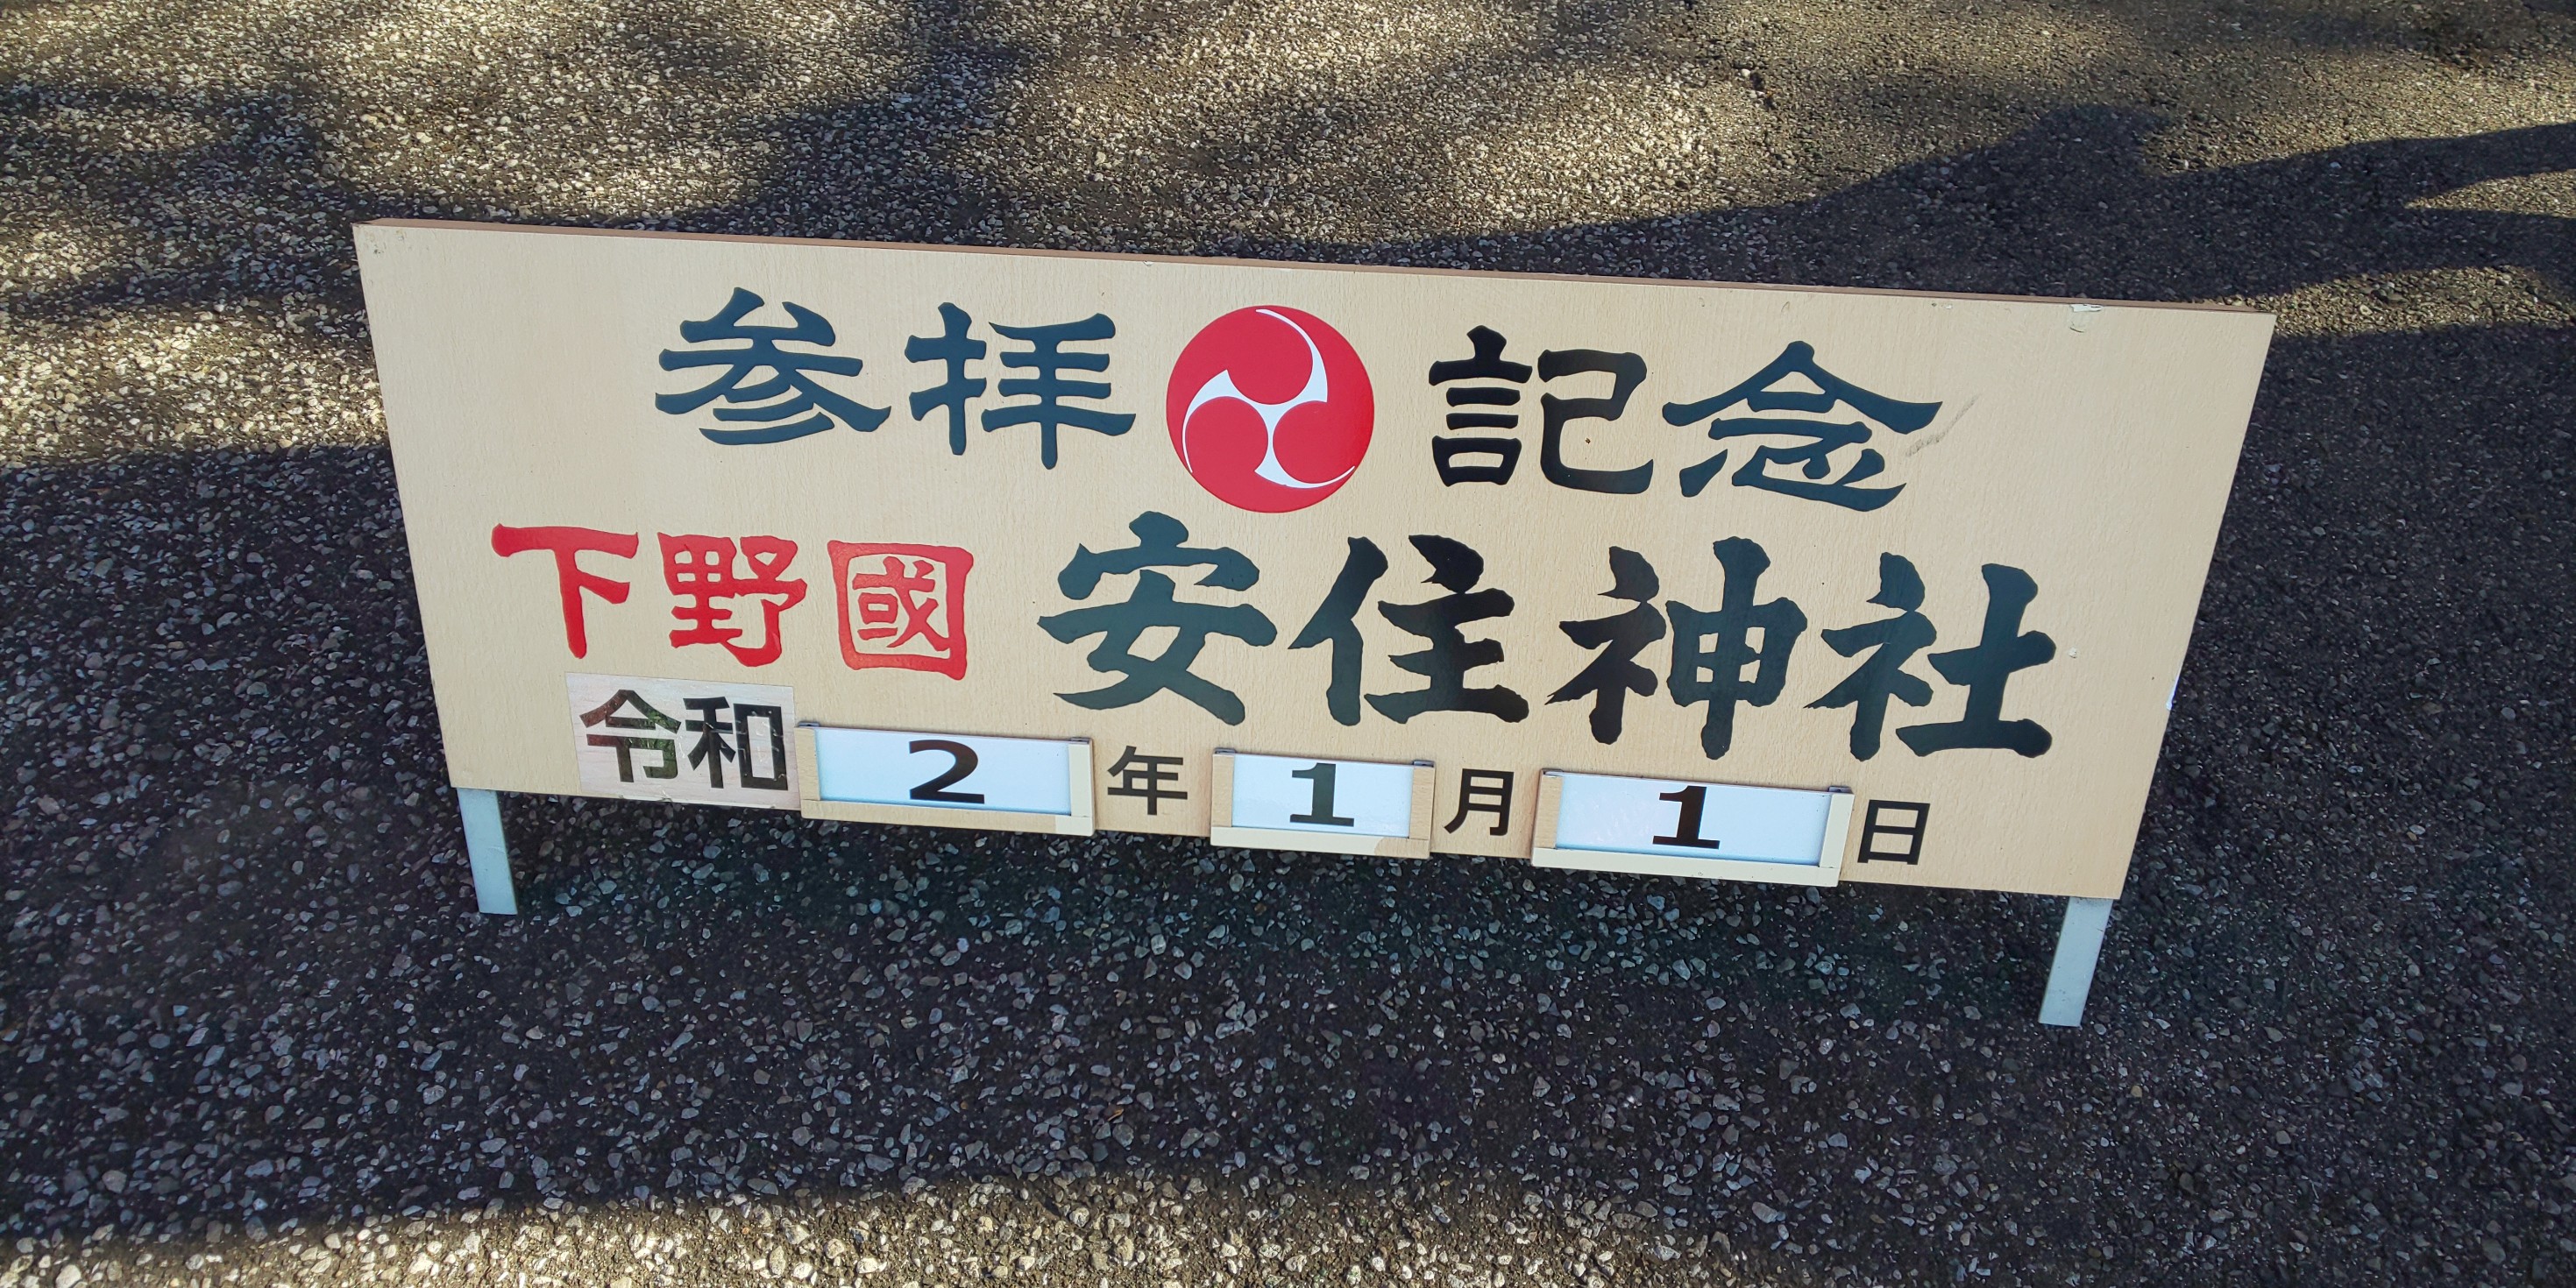 参拝 記念
下野國 安住神社
令和 2 年 1 月 1 日